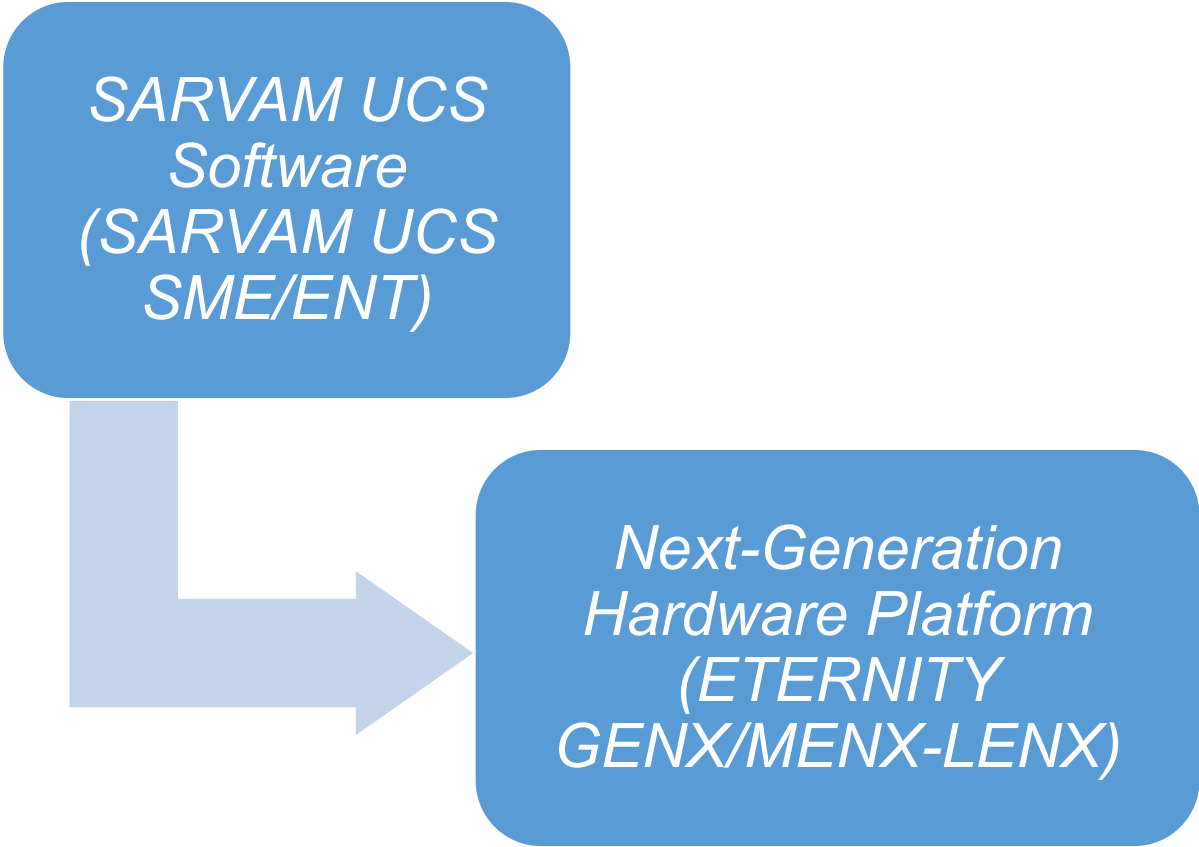 SARVAM UCS
Software
(SARVAM UCS
SME/ENT)
Next-Generation
Hardware Platform
(ETERNITY
GENX/MENX-LENX)